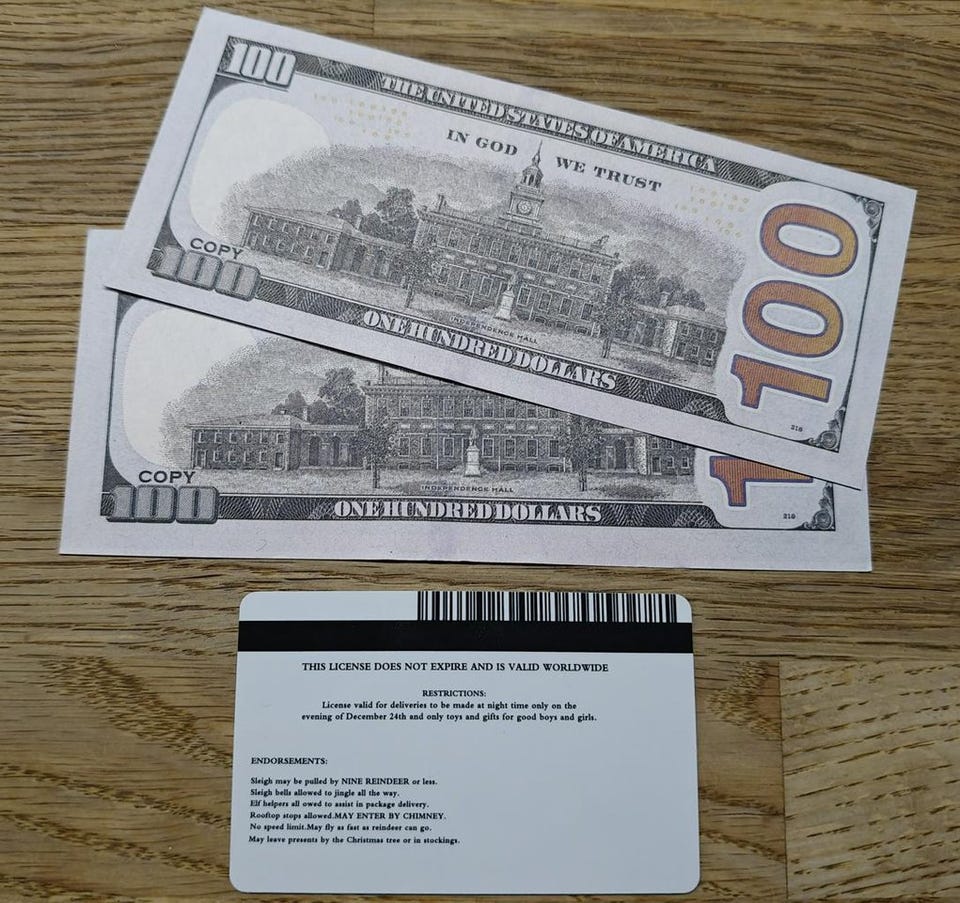 100
THE UNITED STATES OF AMERICA
IN GOD WE TRUST
COPY
100
INDEPENDENCE HALL
ONE HUNDRED DOLLARS
100
COPY
100
INDEPENDENCE HALL
ONE HUNDRED DOLLARS
1
THIS LICENSE DOES NOT EXPIRE AND IS VALID WORLDWIDE
RESTRICTIONS:
License valid for deliveries to be made at night time only on the
evening of December 24th and only toys and gifts for good boys and girls.
ENDORSEMENTS:
Sleigh may be pulled by NINE REINDEER or less.
Sleigh bells allowed to jingle all the way.
Elf helpers all owed to assist in package delivery.
Rooftop stops allowed.MAY ENTER BY CHIMNEY.
No speed limit.May fly as fast as reindeer can go.
May leave presents by the Christmas tree or in stockings.